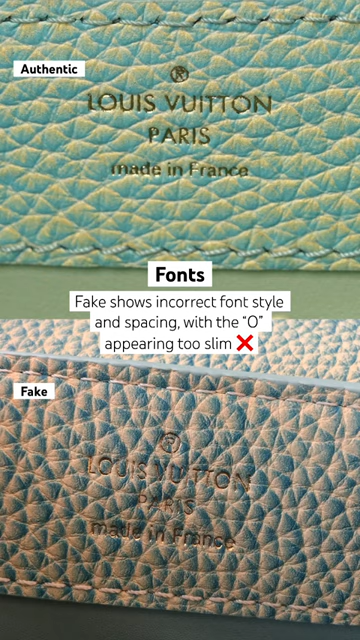 Authentic
®
LOUIS VUITTON
PARIS
made in France
Fonts
Fake shows incorrect font style
and spacing, with the “O”
appearing too slim ❌
Fake
®
LOUIS VUITTON
PARIS
made in France